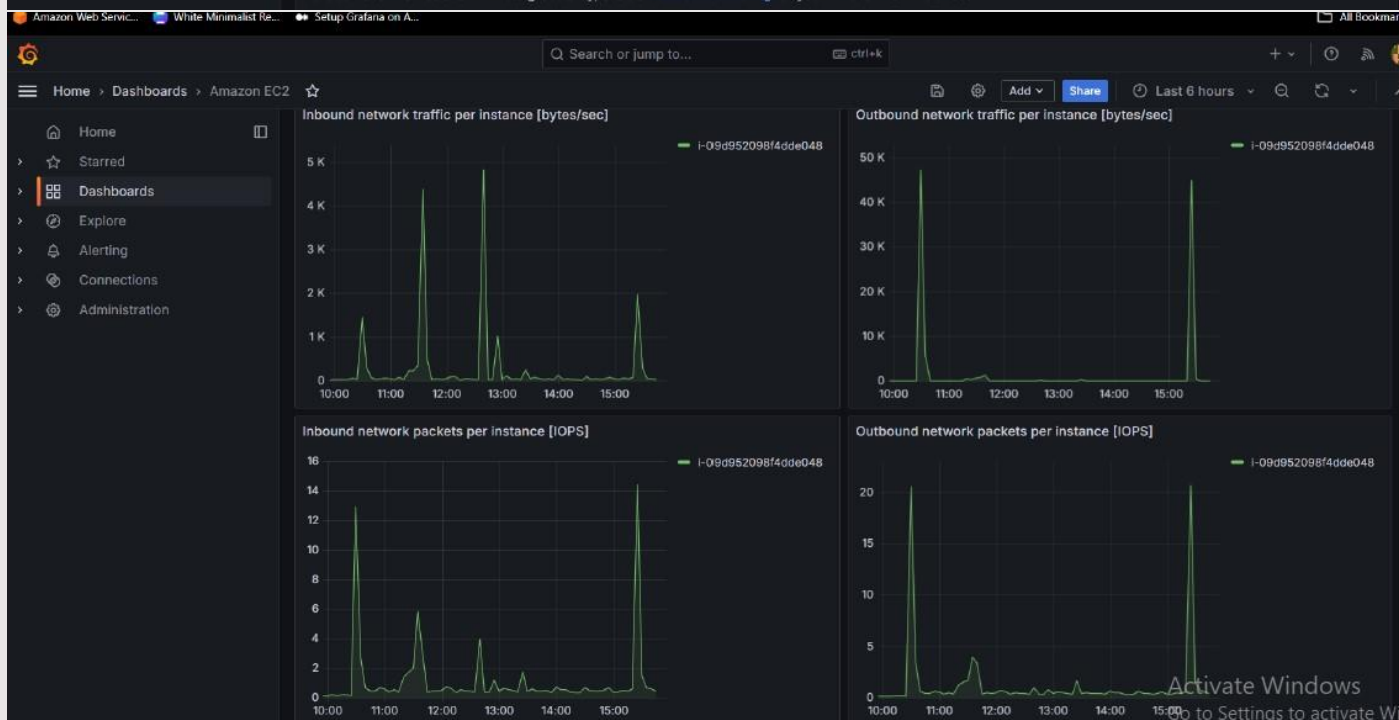 Amazon Web Servic... White Minimalist Re... Setup Grafana on A... All Bookmar
Search or jump to... ctrl+k
Home › Dashboards › Amazon EC2 Add Share Last 6 hours
Home
Starred
Dashboards
Explore
Alerting
Connections
Administration
Inbound network traffic per instance [bytes/sec]
i-09d952098f4dde048
5 K
4 K
3 K
2 K
1 K
0
10:00 11:00 12:00 13:00 14:00 15:00
Outbound network traffic per instance [bytes/sec]
i-09d952098f4dde048
50 K
40 K
30 K
20 K
10 K
0
10:00 11:00 12:00 13:00 14:00 15:00
Inbound network packets per instance [IOPS]
i-09d952098f4dde048
16
14
12
10
8
6
4
2
0
10:00 11:00 12:00 13:00 14:00 15:00
Outbound network packets per instance [IOPS]
i-09d952098f4dde048
20
15
10
5
0
10:00 11:00 12:00 13:00 14:00 15:00
Activate Windows
Go to Settings to activate W